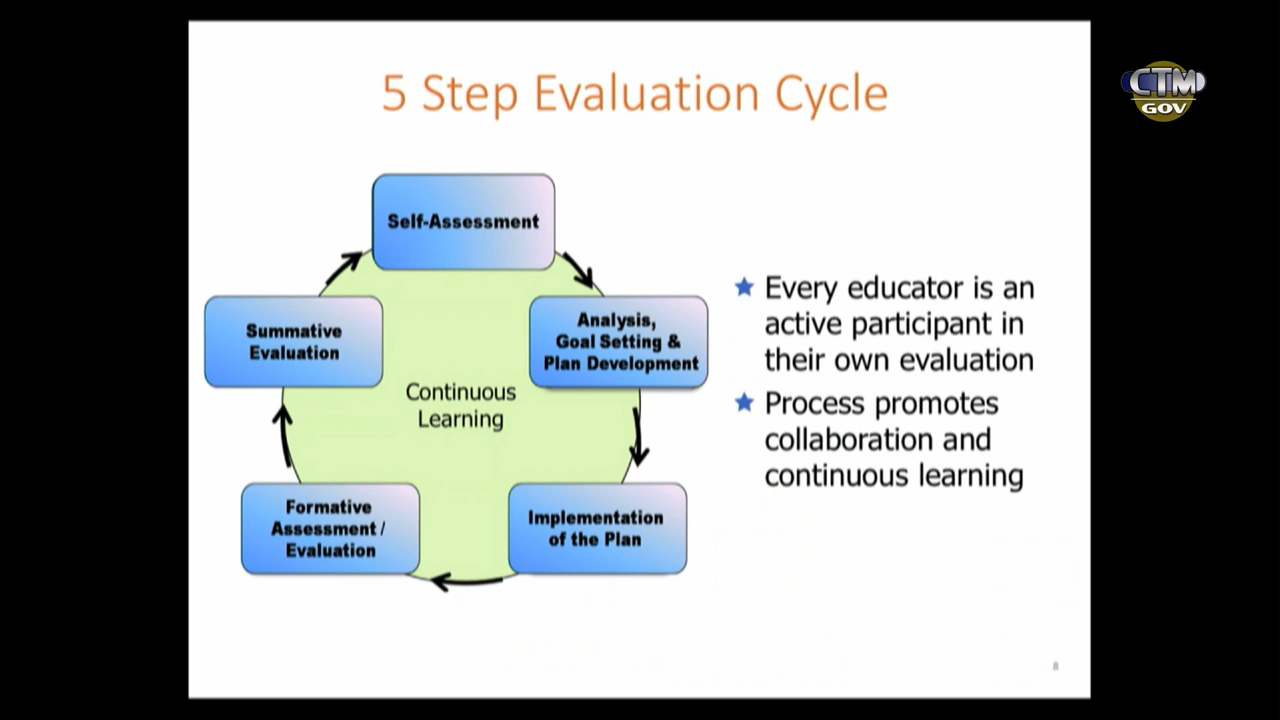 5 Step Evaluation Cycle
CTM
GOV
Self-Assessment
Analysis,
Goal Setting &
Plan Development
Implementation
of the Plan
Formative
Assessment /
Evaluation
Summative
Evaluation
Continuous
Learning
Every educator is an
active participant in
their own evaluation
Process promotes
collaboration and
continuous learning
8